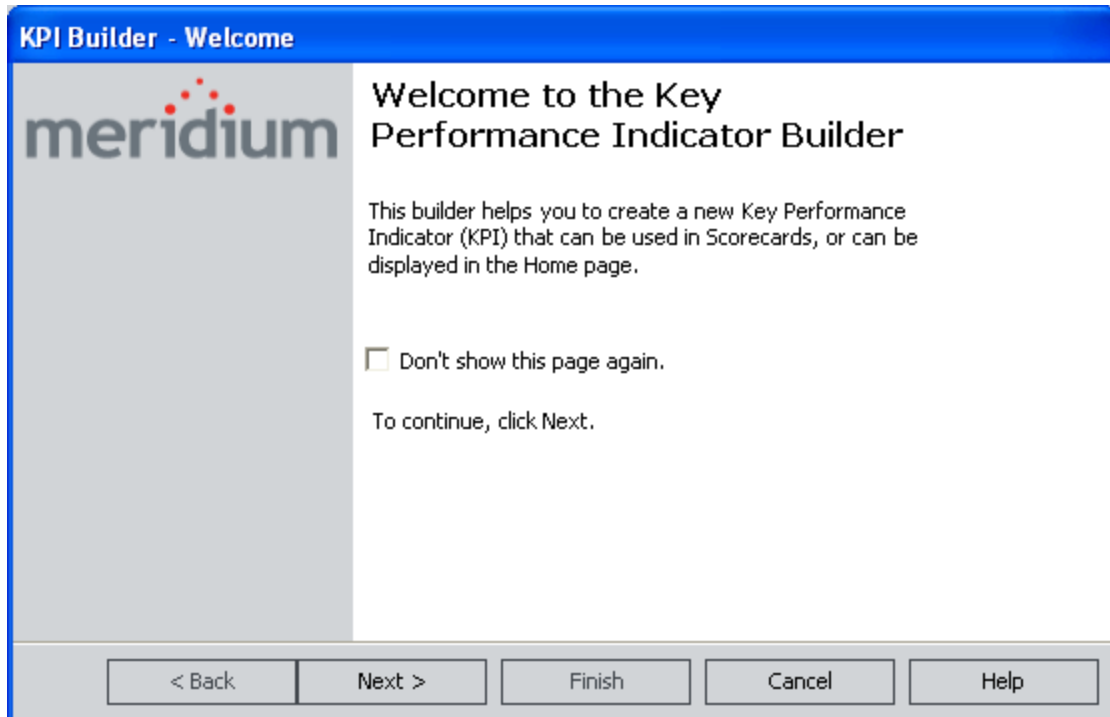 KPI Builder - Welcome
meridium
Welcome to the Key
Performance Indicator Builder
This builder helps you to create a new Key Performance
Indicator (KPI) that can be used in Scorecards, or can be
displayed in the Home page.
Don't show this page again.
To continue, click Next.
< Back
Next >
Finish
Cancel
Help